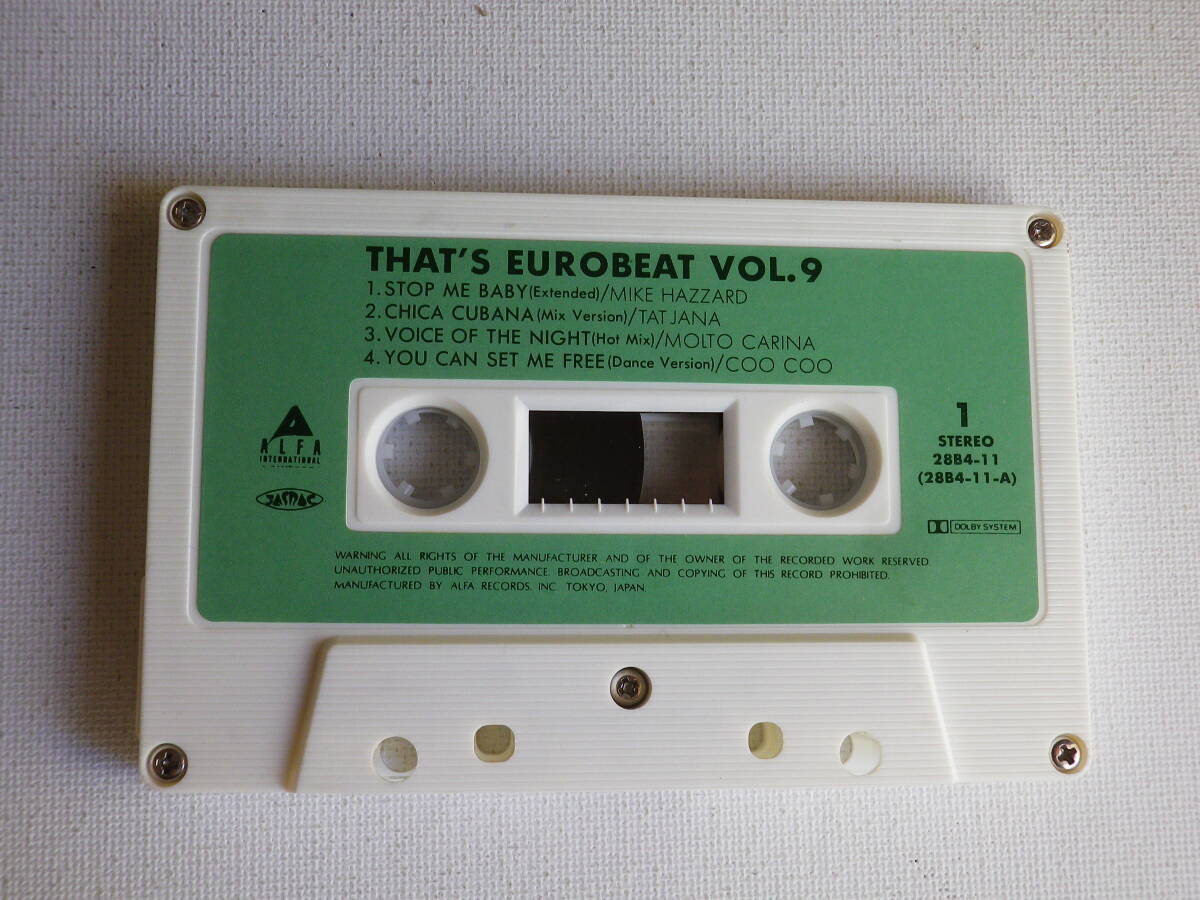 THAT'S EUROBEAT VOL.9
1.STOP ME BABY(Extended)/MIKE HAZZARD
2.CHICA CUBANA(Mix Version)/TATJANA
3.VOICE OF THE NIGHT(Hot Mix)/MOLTO CARINA
4.YOU CAN SET ME FREE(Dance Version)/COO COO
ALFA
INTERNATIONAL
JASRAC
1
STEREO
28B4-11
(28B4-11-A)
DOLBY SYSTEM
WARNING ALL RIGHTS OF THE MANUFACTURER AND OF THE OWNER OF THE RECORDED WORK RESERVED
UNAUTHORIZED PUBLIC PERFORMANCE. BROADCASTING AND COPYING OF THIS RECORD PROHIBITED.
MANUFACTURED BY ALFA RECORDS, INC. TOKYO, JAPAN.